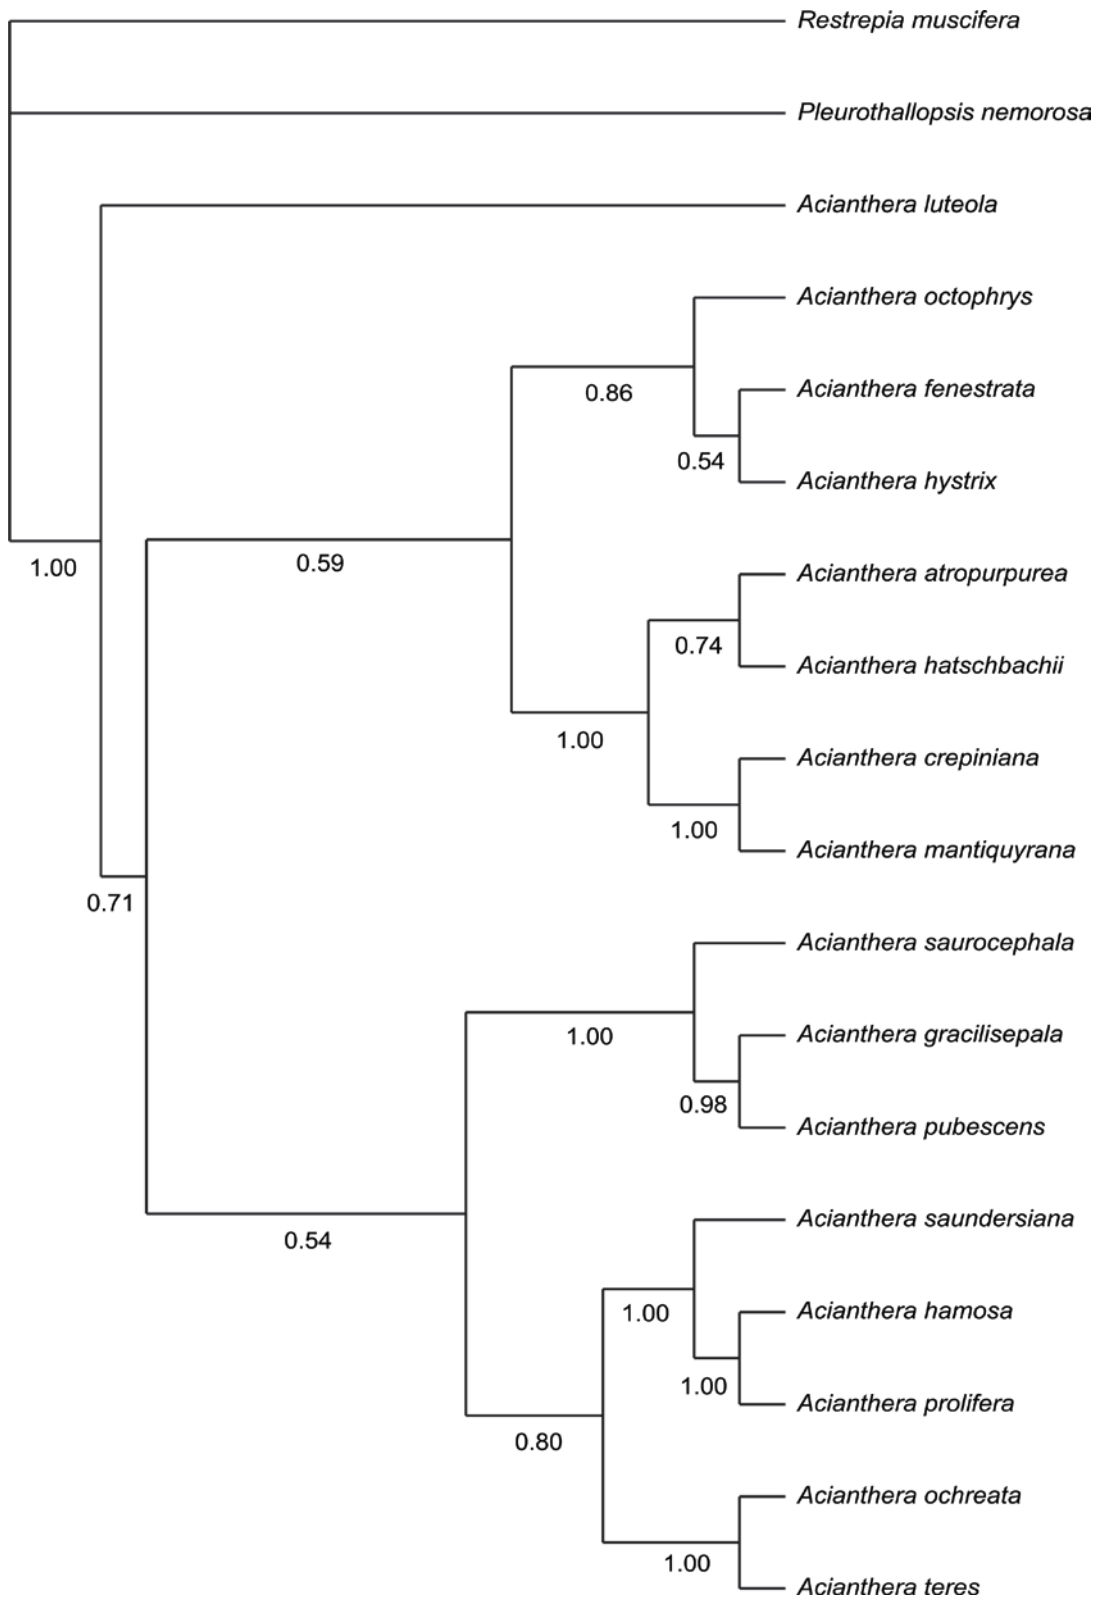 Restrepia muscifera
Pleurothallopsis nemorosa
Acianthera luteola
Acianthera octophrys
0.86
Acianthera fenestrata
0.54
Acianthera hystrix
0.59
1.00
Acianthera atropurpurea
0.74
Acianthera hatschbachii
1.00
Acianthera crepiniana
1.00
Acianthera mantiquyrana
0.71
Acianthera saurocephala
1.00
Acianthera gracilisepala
0.98
Acianthera pubescens
Acianthera saundersiana
0.54
Acianthera hamosa
1.00
1.00
Acianthera prolifera
0.80
Acianthera ochreata
1.00
Acianthera teres